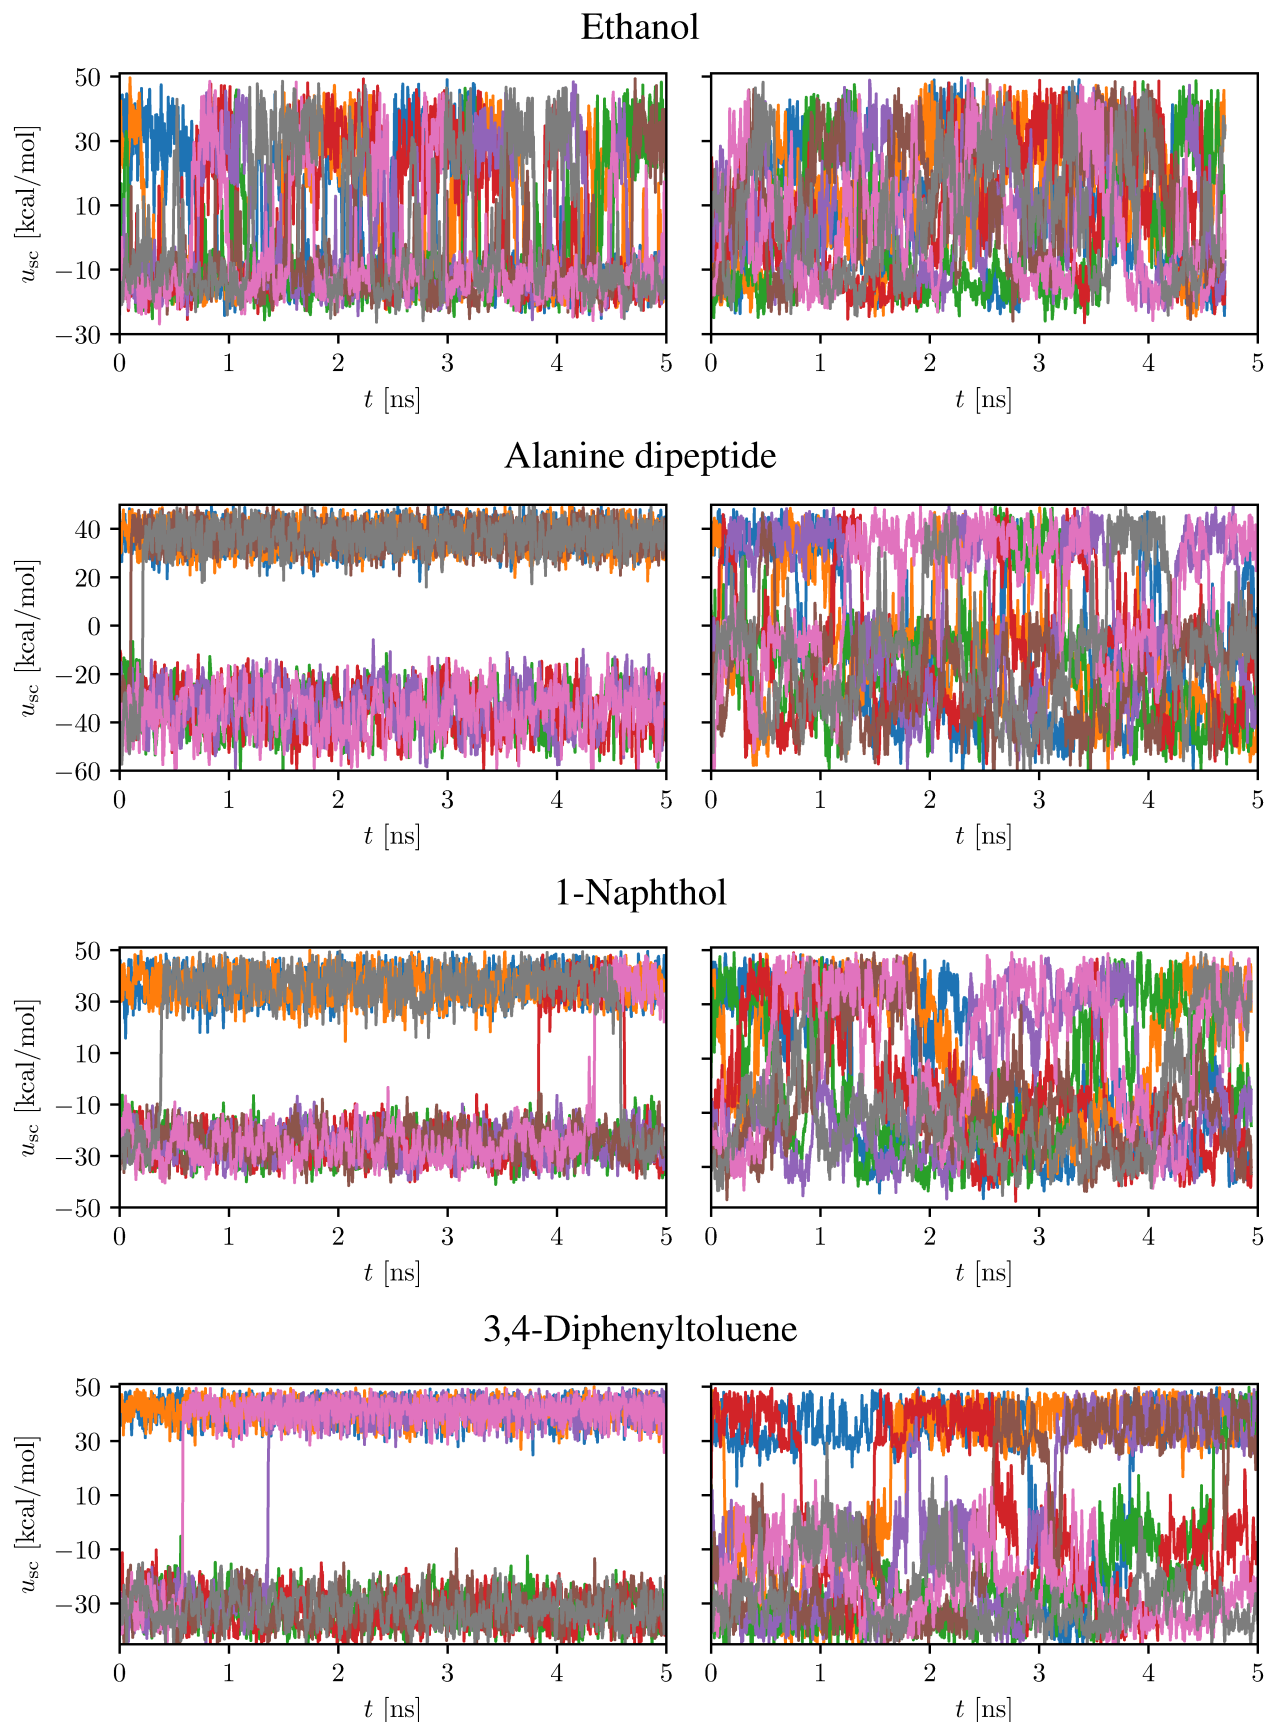 Ethanol
50
30
10
−10
−30
u_sc [kcal/mol]
0 1 2 3 4 5
t [ns]
0 1 2 3 4 5
t [ns]
Alanine dipeptide
40
20
0
−20
−40
−60
u_sc [kcal/mol]
0 1 2 3 4 5
t [ns]
0 1 2 3 4 5
t [ns]
1-Naphthol
50
30
10
−10
−30
−50
u_sc [kcal/mol]
0 1 2 3 4 5
t [ns]
0 1 2 3 4 5
t [ns]
3,4-Diphenyltoluene
50
30
10
−10
−30
u_sc [kcal/mol]
0 1 2 3 4 5
t [ns]
0 1 2 3 4 5
t [ns]